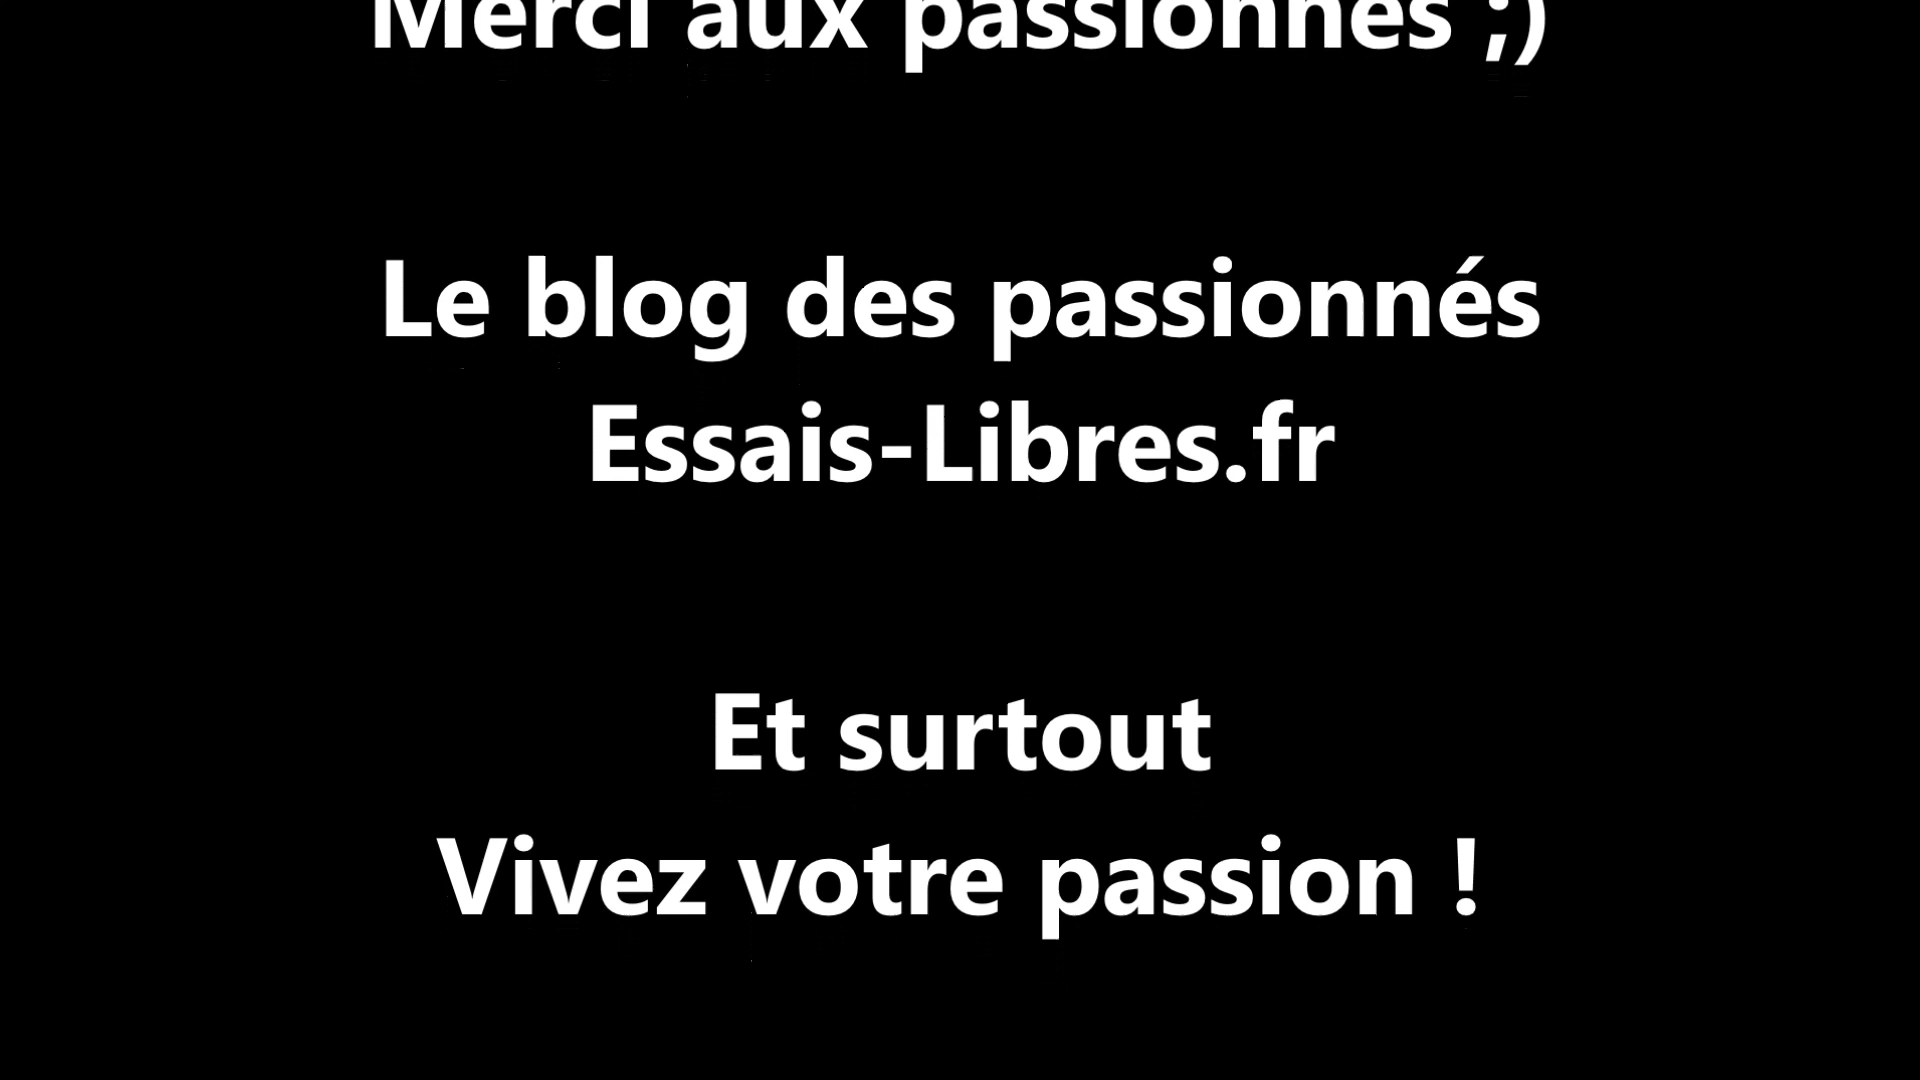 Merci aux passionnés ;)
Le blog des passionnés
Essais-Libres.fr
Et surtout
Vivez votre passion !